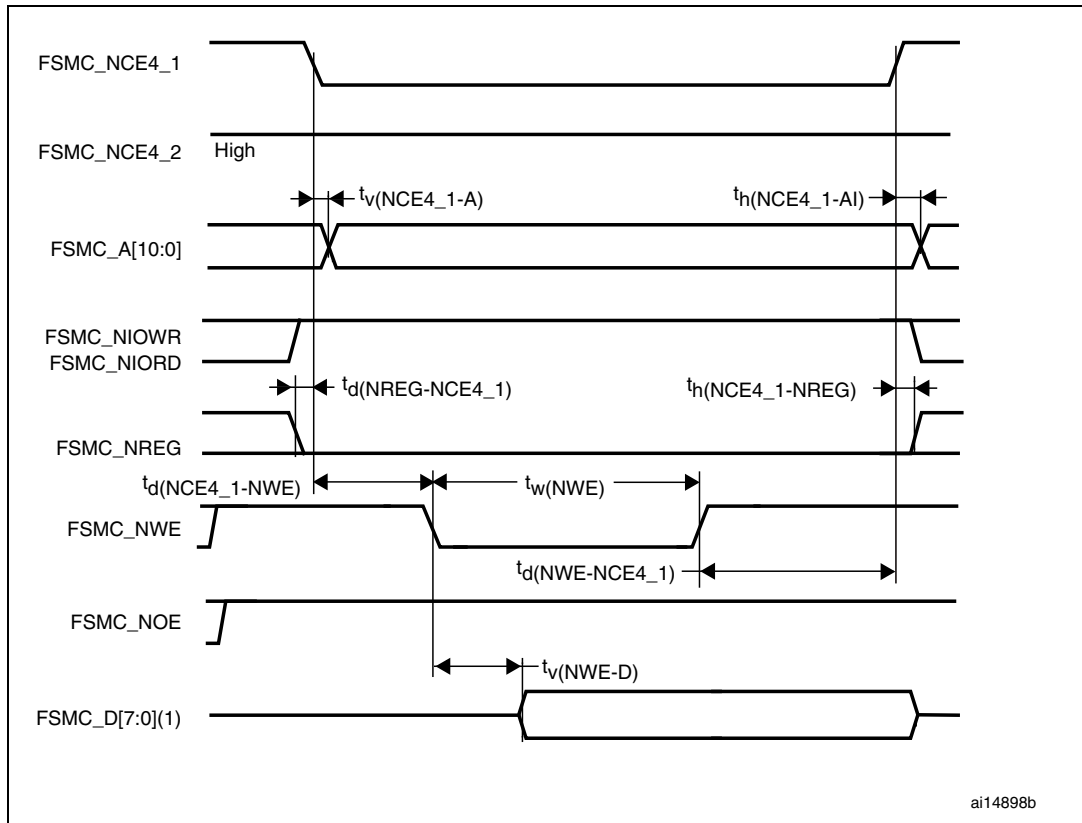 FSMC_NCE4_1
FSMC_NCE4_2
High
tv(NCE4_1-A)
th(NCE4_1-AI)
FSMC_A[10:0]
FSMC_NIOWR
FSMC_NIORD
td(NREG-NCE4_1)
th(NCE4_1-NREG)
FSMC_NREG
td(NCE4_1-NWE)
tw(NWE)
FSMC_NWE
td(NWE-NCE4_1)
FSMC_NOE
tv(NWE-D)
FSMC_D[7:0](1)
ai14898b